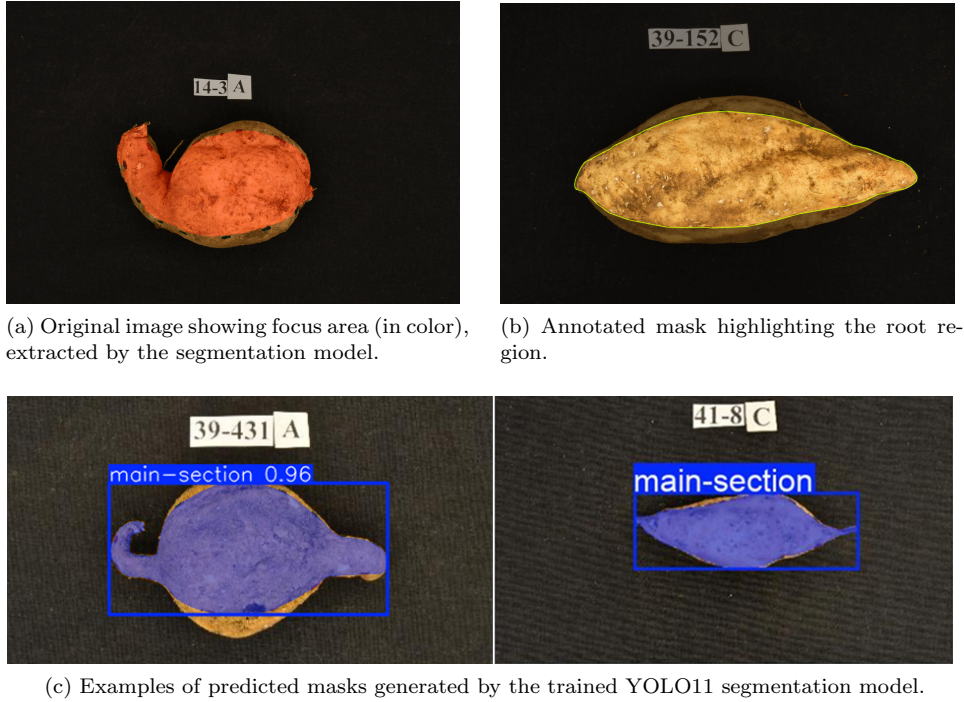 14-3 A
39-152 C
(a) Original image showing focus area (in color),
extracted by the segmentation model.
(b) Annotated mask highlighting the root re-
gion.
39-431 A
main-section 0.96
41-8 C
main-section
(c) Examples of predicted masks generated by the trained YOLO11 segmentation model.